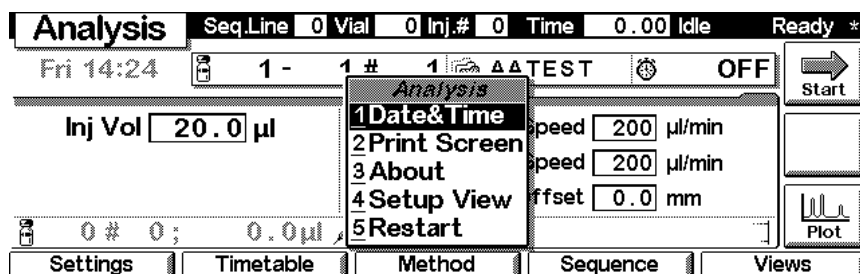 Analysis Seq.Line 0 Vial 0 Inj.# 0 Time 0.00 Idle Ready *
Fri 14:24 1 - 1 # 1 AATEST OFF Start
Analysis
1 Date&Time
2 Print Screen
3 About
4 Setup View
5 Restart
Inj Vol 20.0 µl
Speed 200 µl/min
Speed 200 µl/min
ffset 0.0 mm
0 # 0 ; 0.0µl
Plot
Settings Timetable Method Sequence Views